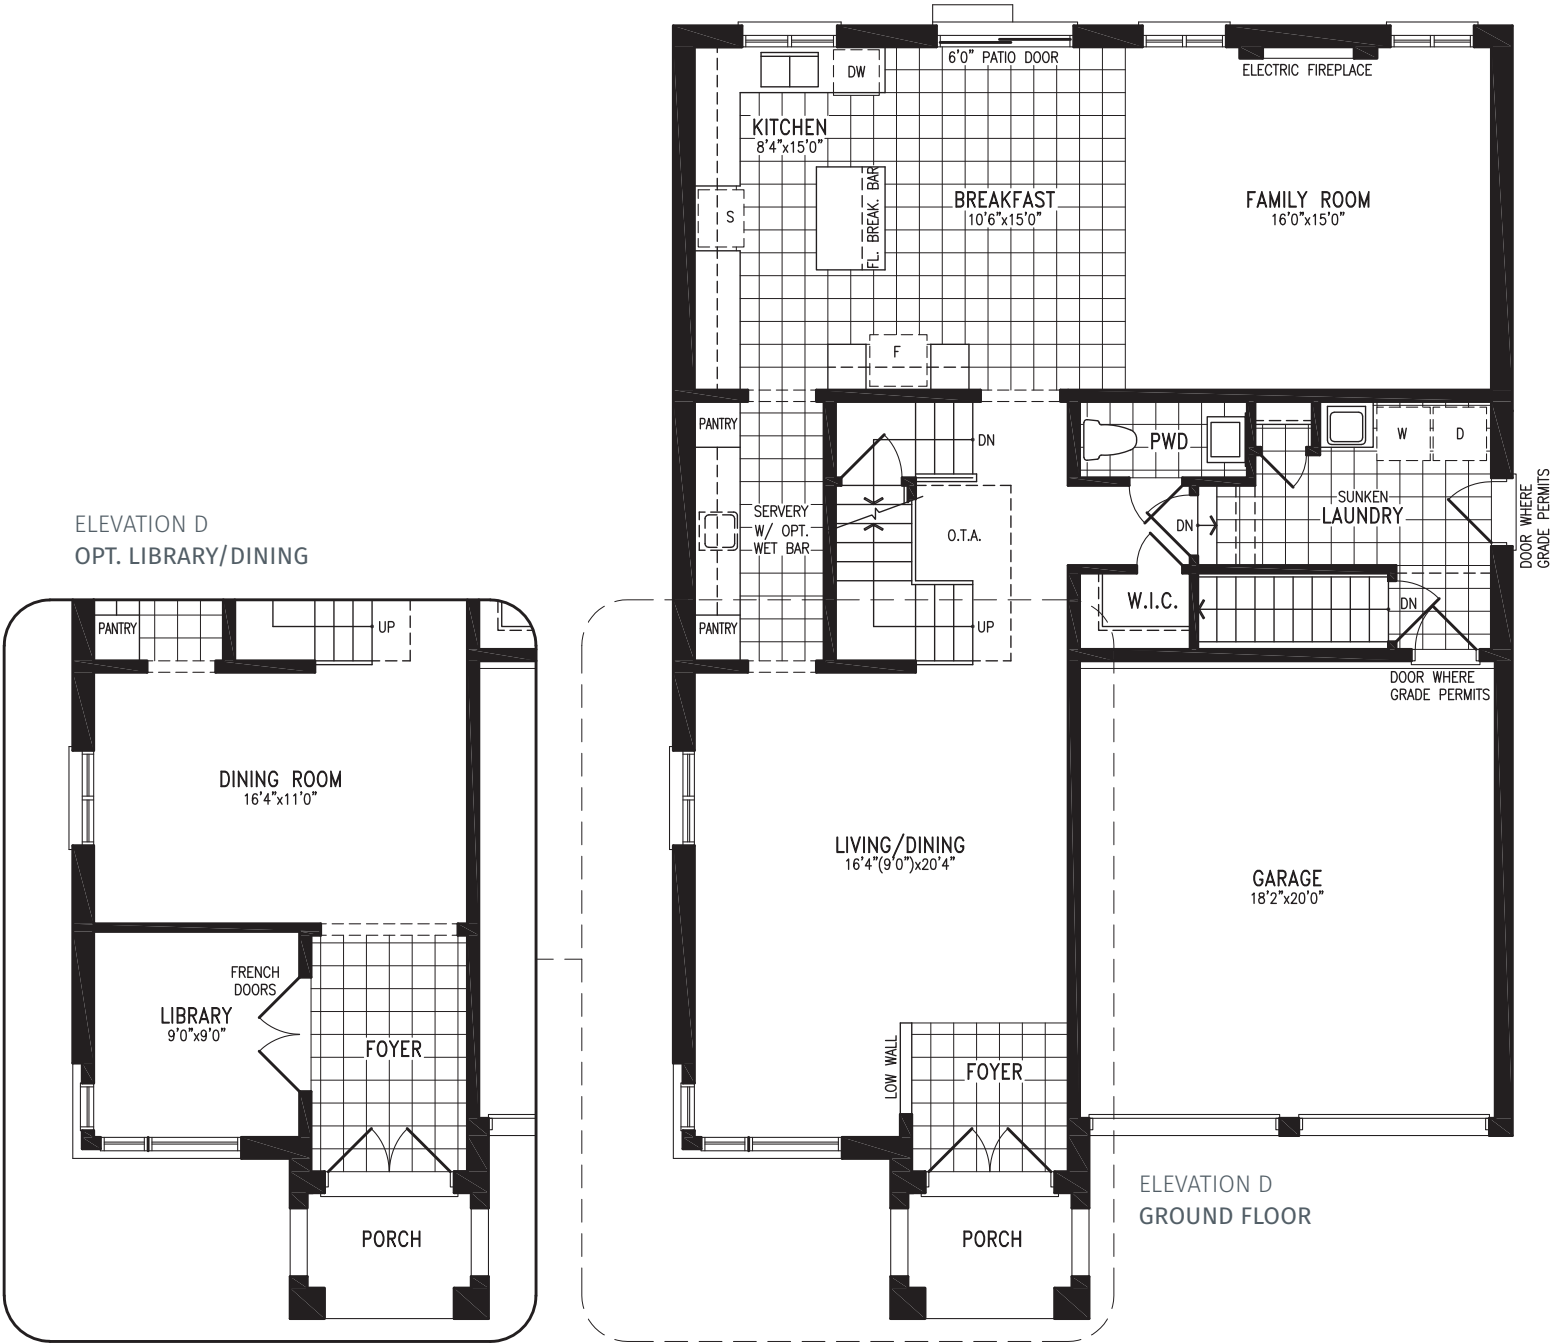 6'0" PATIO DOOR
ELECTRIC FIREPLACE
DW
KITCHEN
8'4"x15'0"
S
FL. BREAK. BAR
BREAKFAST
10'6"x15'0"
FAMILY ROOM
16'0"x15'0"
F
PANTRY
DN
PWD
W
D
SERVERY
W/ OPT.
WET BAR
O.T.A.
DN
SUNKEN
LAUNDRY
DOOR WHERE
GRADE PERMITS
PANTRY
UP
W.I.C.
DN
DOOR WHERE
GRADE PERMITS
LIVING/DINING
16'4"(9'0")x20'4"
GARAGE
18'2"x20'0"
LOW WALL
FOYER
PORCH
ELEVATION D
GROUND FLOOR
ELEVATION D
OPT. LIBRARY/DINING
PANTRY
UP
DINING ROOM
16'4"x11'0"
FRENCH
DOORS
LIBRARY
9'0"x9'0"
FOYER
PORCH